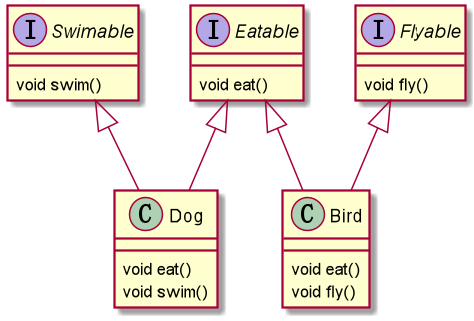 I Swimable
void swim()
I Eatable
void eat()
I Flyable
void fly()
C Dog
void eat()
void swim()
C Bird
void eat()
void fly()